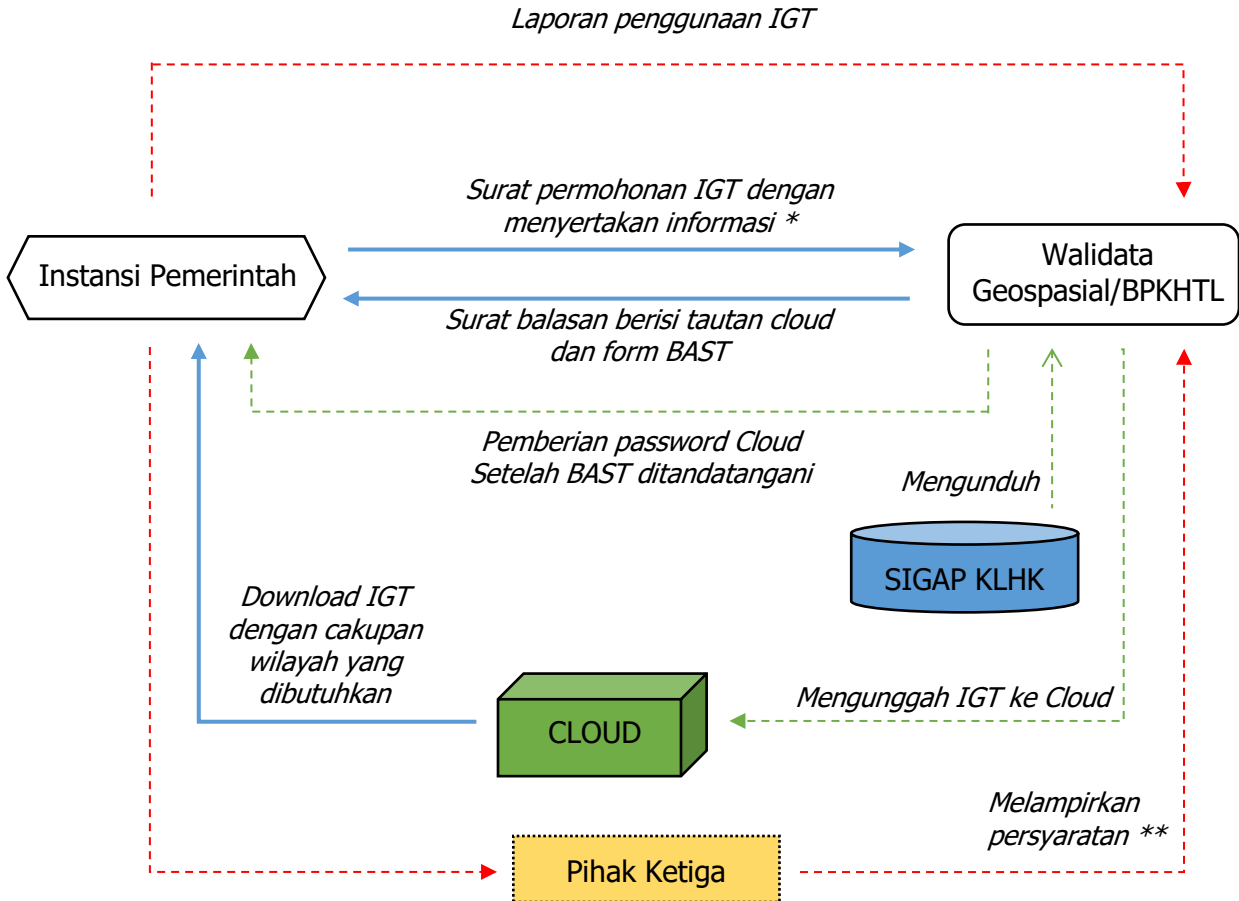 Laporan penggunaan IGT
Surat permohonan IGT dengan
menyertakan informasi *
Instansi Pemerintah
Walidata
Geospasial/BPKHTL
Surat balasan berisi tautan cloud
dan form BAST
Pemberian password Cloud
Setelah BAST ditandatangani
Mengunduh
SIGAP KLHK
Download IGT
dengan cakupan
wilayah yang
dibutuhkan
Mengunggah IGT ke Cloud
CLOUD
Melampirkan
persyaratan **
Pihak Ketiga